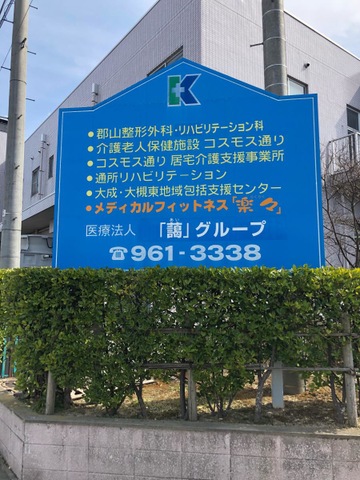 K
●郡山整形外科・リハビリテーション科
●介護老人保健施設 コスモス通り
●コスモス通り 居宅介護支援事業所
●通所リハビリテーション
●大成・大槻東地域包括支援センター
●メディカルフィットネス「楽々」
医療法人 「藹」グループ
☎961-3338